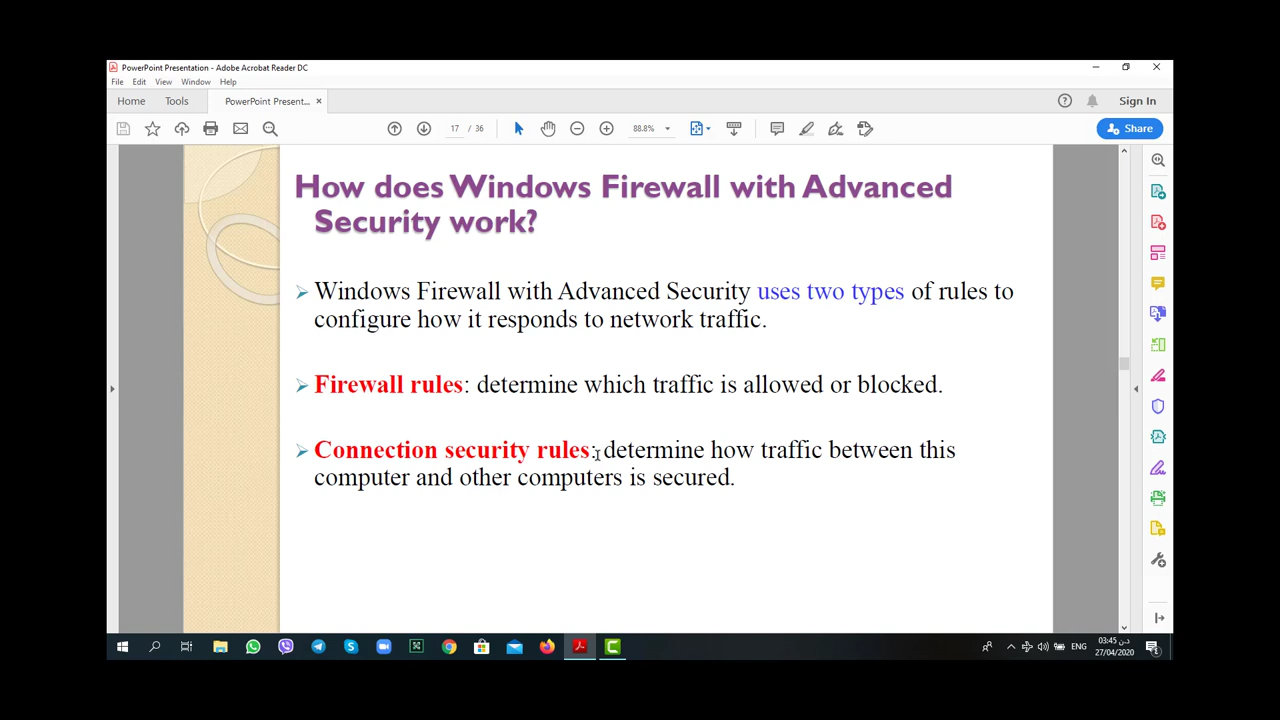 PowerPoint Presentation - Adobe Acrobat Reader DC
File Edit View Window Help
Home Tools PowerPoint Present... × Sign In
17 / 36 88.8% Share
How does Windows Firewall with Advanced
Security work?
Windows Firewall with Advanced Security uses two types of rules to
configure how it responds to network traffic.
Firewall rules: determine which traffic is allowed or blocked.
Connection security rules: determine how traffic between this
computer and other computers is secured.
ENG
03:45 د.ن
27/04/2020